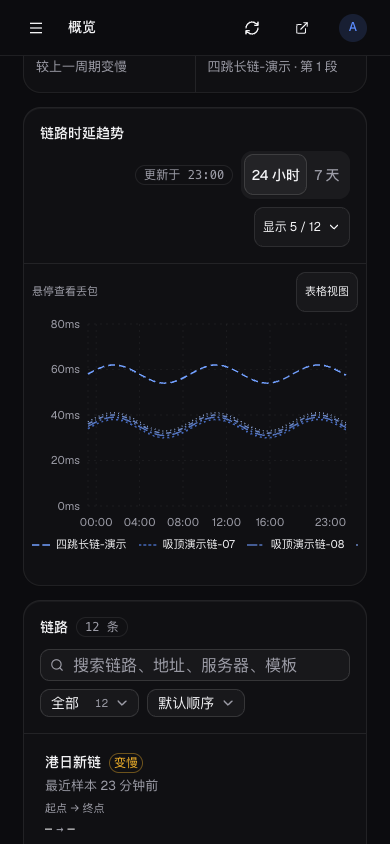 概览
A
较上一周期变慢
四跳长链-演示 · 第 1 段
链路时延趋势
更新于 23:00
24 小时
7 天
显示 5 / 12
悬停查看丢包
表格视图
80ms
60ms
40ms
20ms
0ms
00:00 04:00 08:00 12:00 16:00 23:00
四跳长链-演示 吸顶演示链-07 吸顶演示链-08
链路 12 条
搜索链路、地址、服务器、模板
全部 12 默认顺序
港日新链 变慢
最近样本 23 分钟前
起点 → 终点
— → —